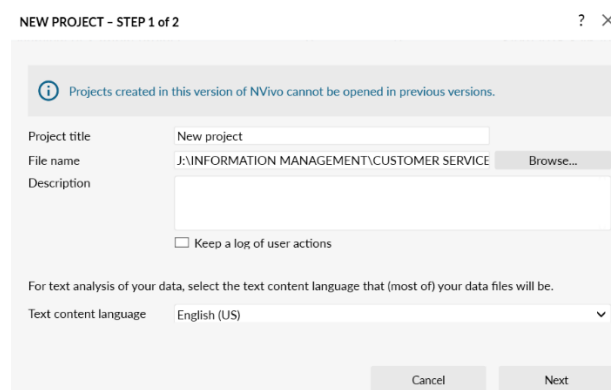 NEW PROJECT – STEP 1 of 2 ? ×
Projects created in this version of NVivo cannot be opened in previous versions.
Project title New project
File name J:\INFORMATION MANAGEMENT\CUSTOMER SERVICE Browse...
Description
Keep a log of user actions
For text analysis of your data, select the text content language that (most of) your data files will be.
Text content language English (US)
Cancel Next